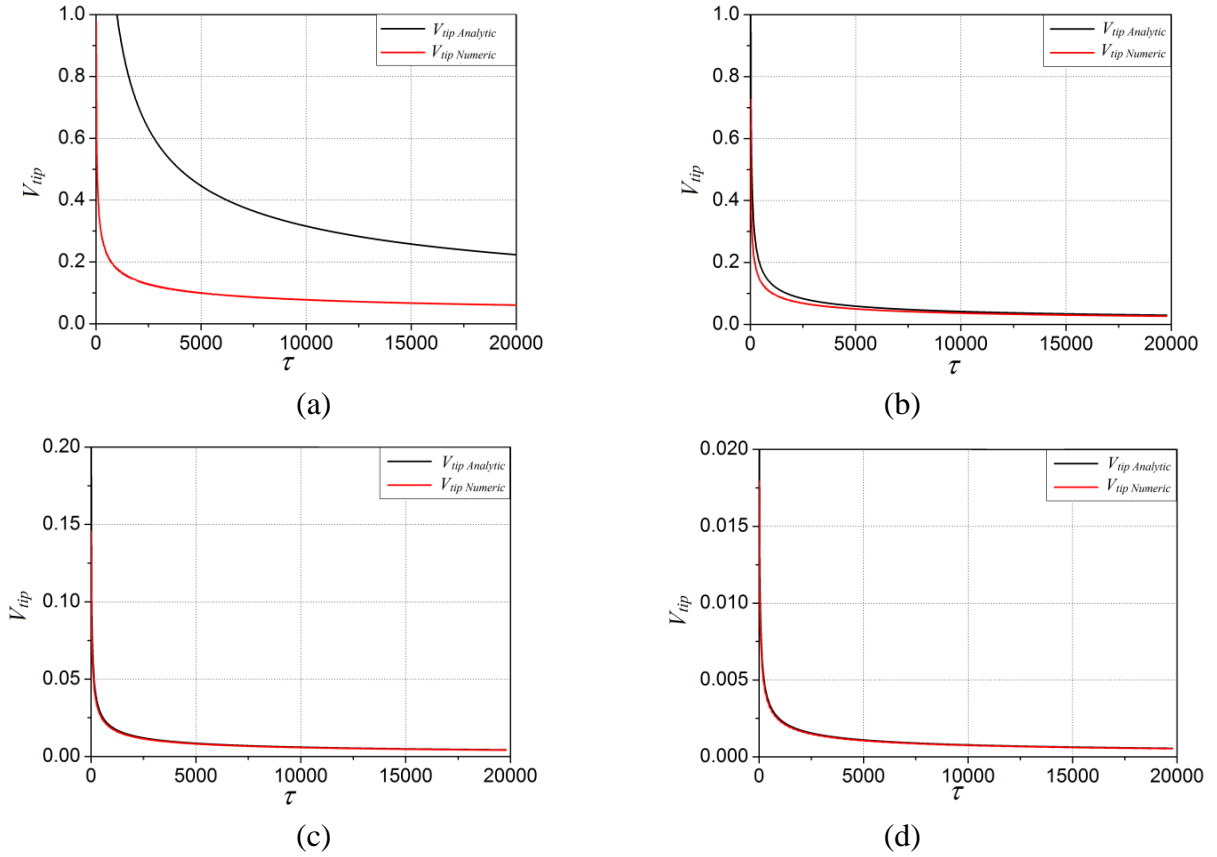 1.0
0.8
0.6
0.4
0.2
0.0
V_tip
V_tip Analytic
V_tip Numeric
0 5000 10000 15000 20000
τ
(a)
1.0
0.8
0.6
0.4
0.2
0.0
V_tip
V_tip Analytic
V_tip Numeric
0 5000 10000 15000 20000
τ
(b)
0.20
0.15
0.10
0.05
0.00
V_tip
V_tip Analytic
V_tip Numeric
0 5000 10000 15000 20000
τ
(c)
0.020
0.015
0.010
0.005
0.000
V_tip
V_tip Analytic
V_tip Numeric
0 5000 10000 15000 20000
τ
(d)